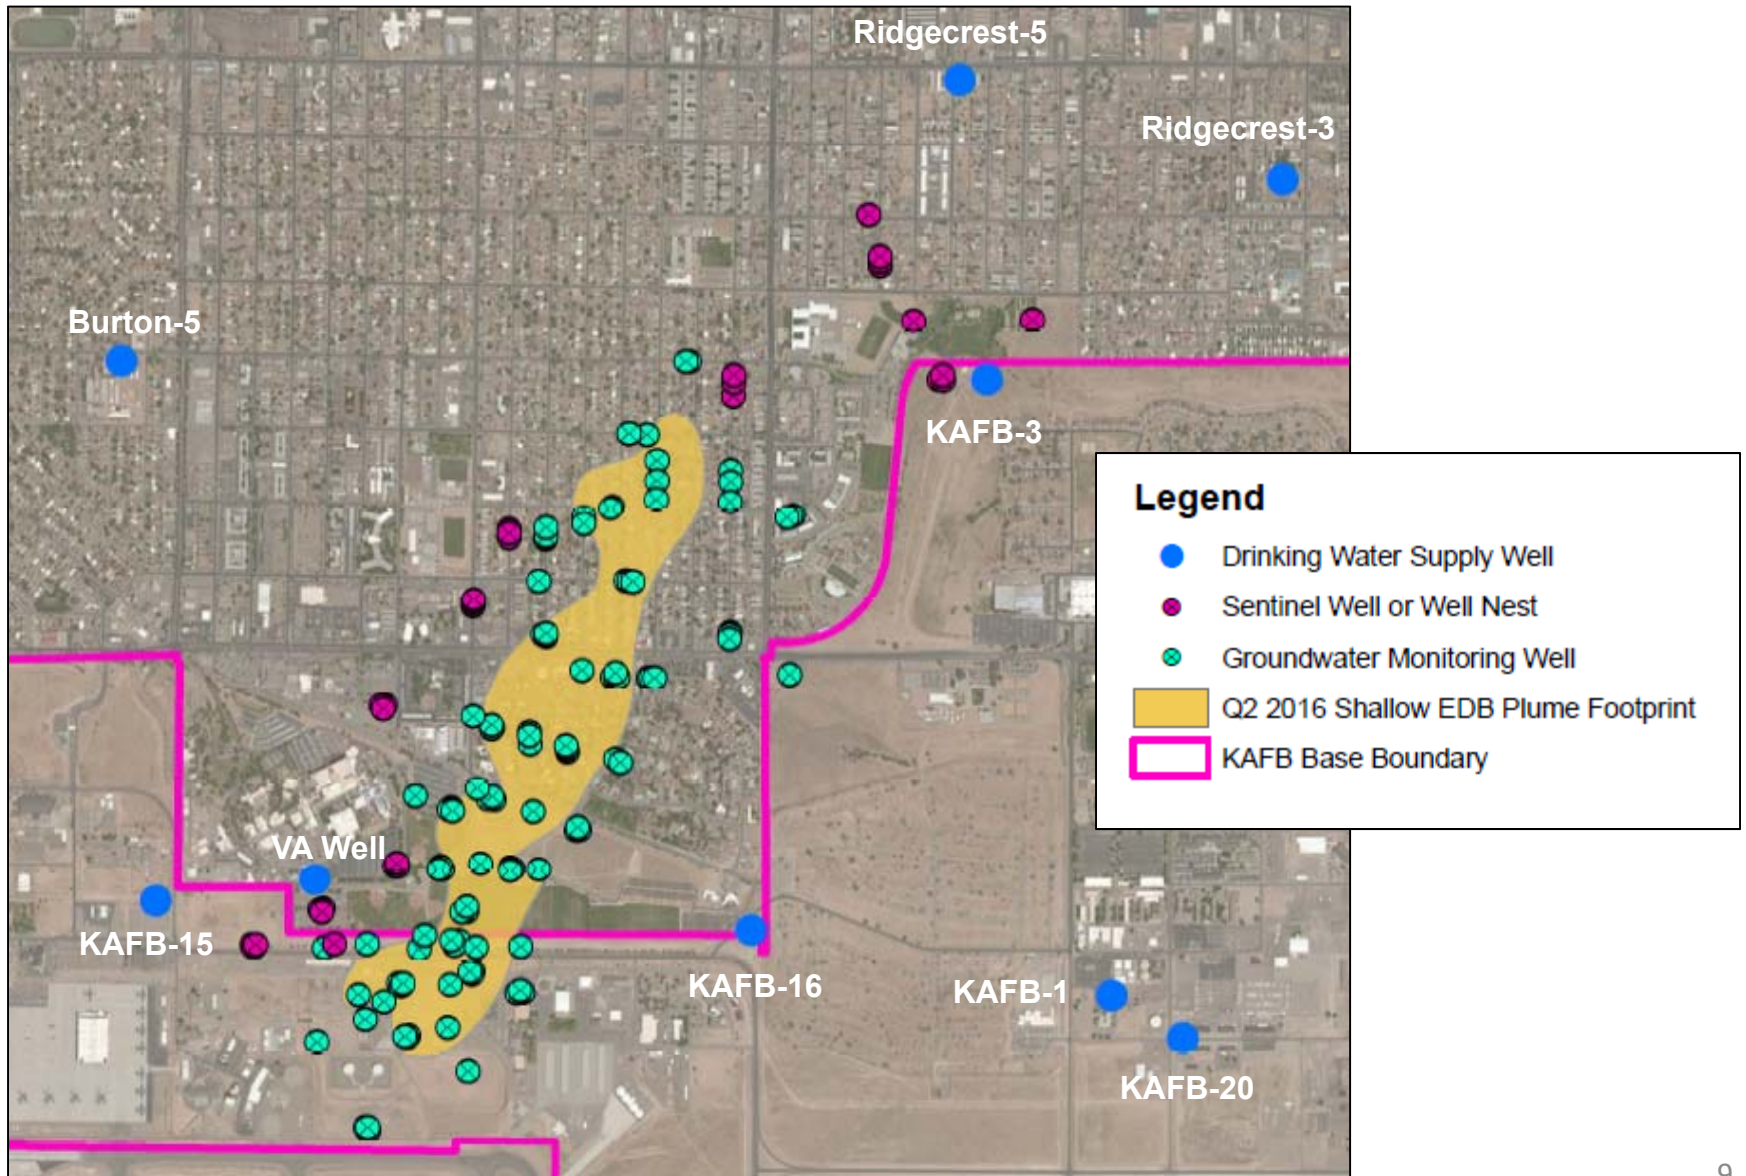 Ridgecrest-5
Ridgecrest-3
Burton-5
KAFB-3
Legend
Drinking Water Supply Well
Sentinel Well or Well Nest
Groundwater Monitoring Well
Q2 2016 Shallow EDB Plume Footprint
KAFB Base Boundary
VA Well
KAFB-15
KAFB-16
KAFB-1
KAFB-20
9